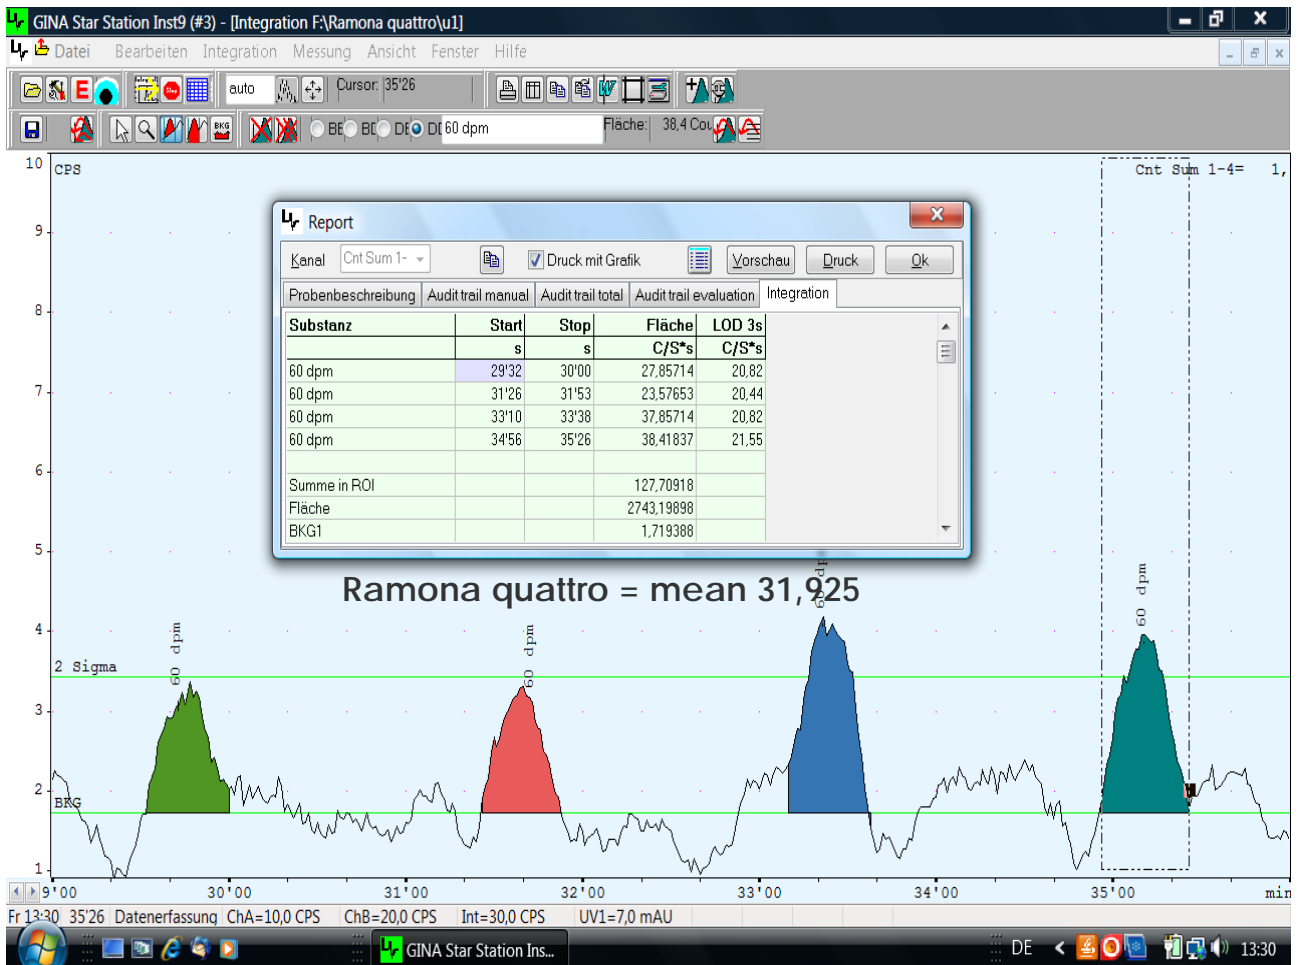 GINA Star Station Inst9 (#3) - [Integration F:\Ramona quattro\u1]
Datei Bearbeiten Integration Messung Ansicht Fenster Hilfe
E Stop auto Cursor: 35'26
BKG BE BE DE DE 60 dpm Fläche: 38,4 Cou
10 CPS Cnt Sum 1-4= 1,
9
8
7
6
5
4
3
2
1
Report
Kanal Cnt Sum 1- Druck mit Grafik Vorschau Druck Ok
Probenbeschreibung Audit trail manual Audit trail total Audit trail evaluation Integration
Substanz Start Stop Fläche LOD 3s
s s C/S*s C/S*s
60 dpm 29'32 30'00 27,85714 20,82
60 dpm 31'26 31'53 23,57653 20,44
60 dpm 33'10 33'38 37,85714 20,82
60 dpm 34'56 35'26 38,41837 21,55
Summe in ROI 127,70918
Fläche 2743,19898
BKG1 1,719388
Ramona quattro = mean 31,925
60 dpm 60 dpm 60 dp 60 dpm
2 Sigma
BKG
9'00 30'00 31'00 32'00 33'00 34'00 35'00 min
Fr 13:30 35'26 Datenerfassung ChA=10,0 CPS ChB=20,0 CPS Int=30,0 CPS UV1=7,0 mAU
GINA Star Station Ins... DE 13:30